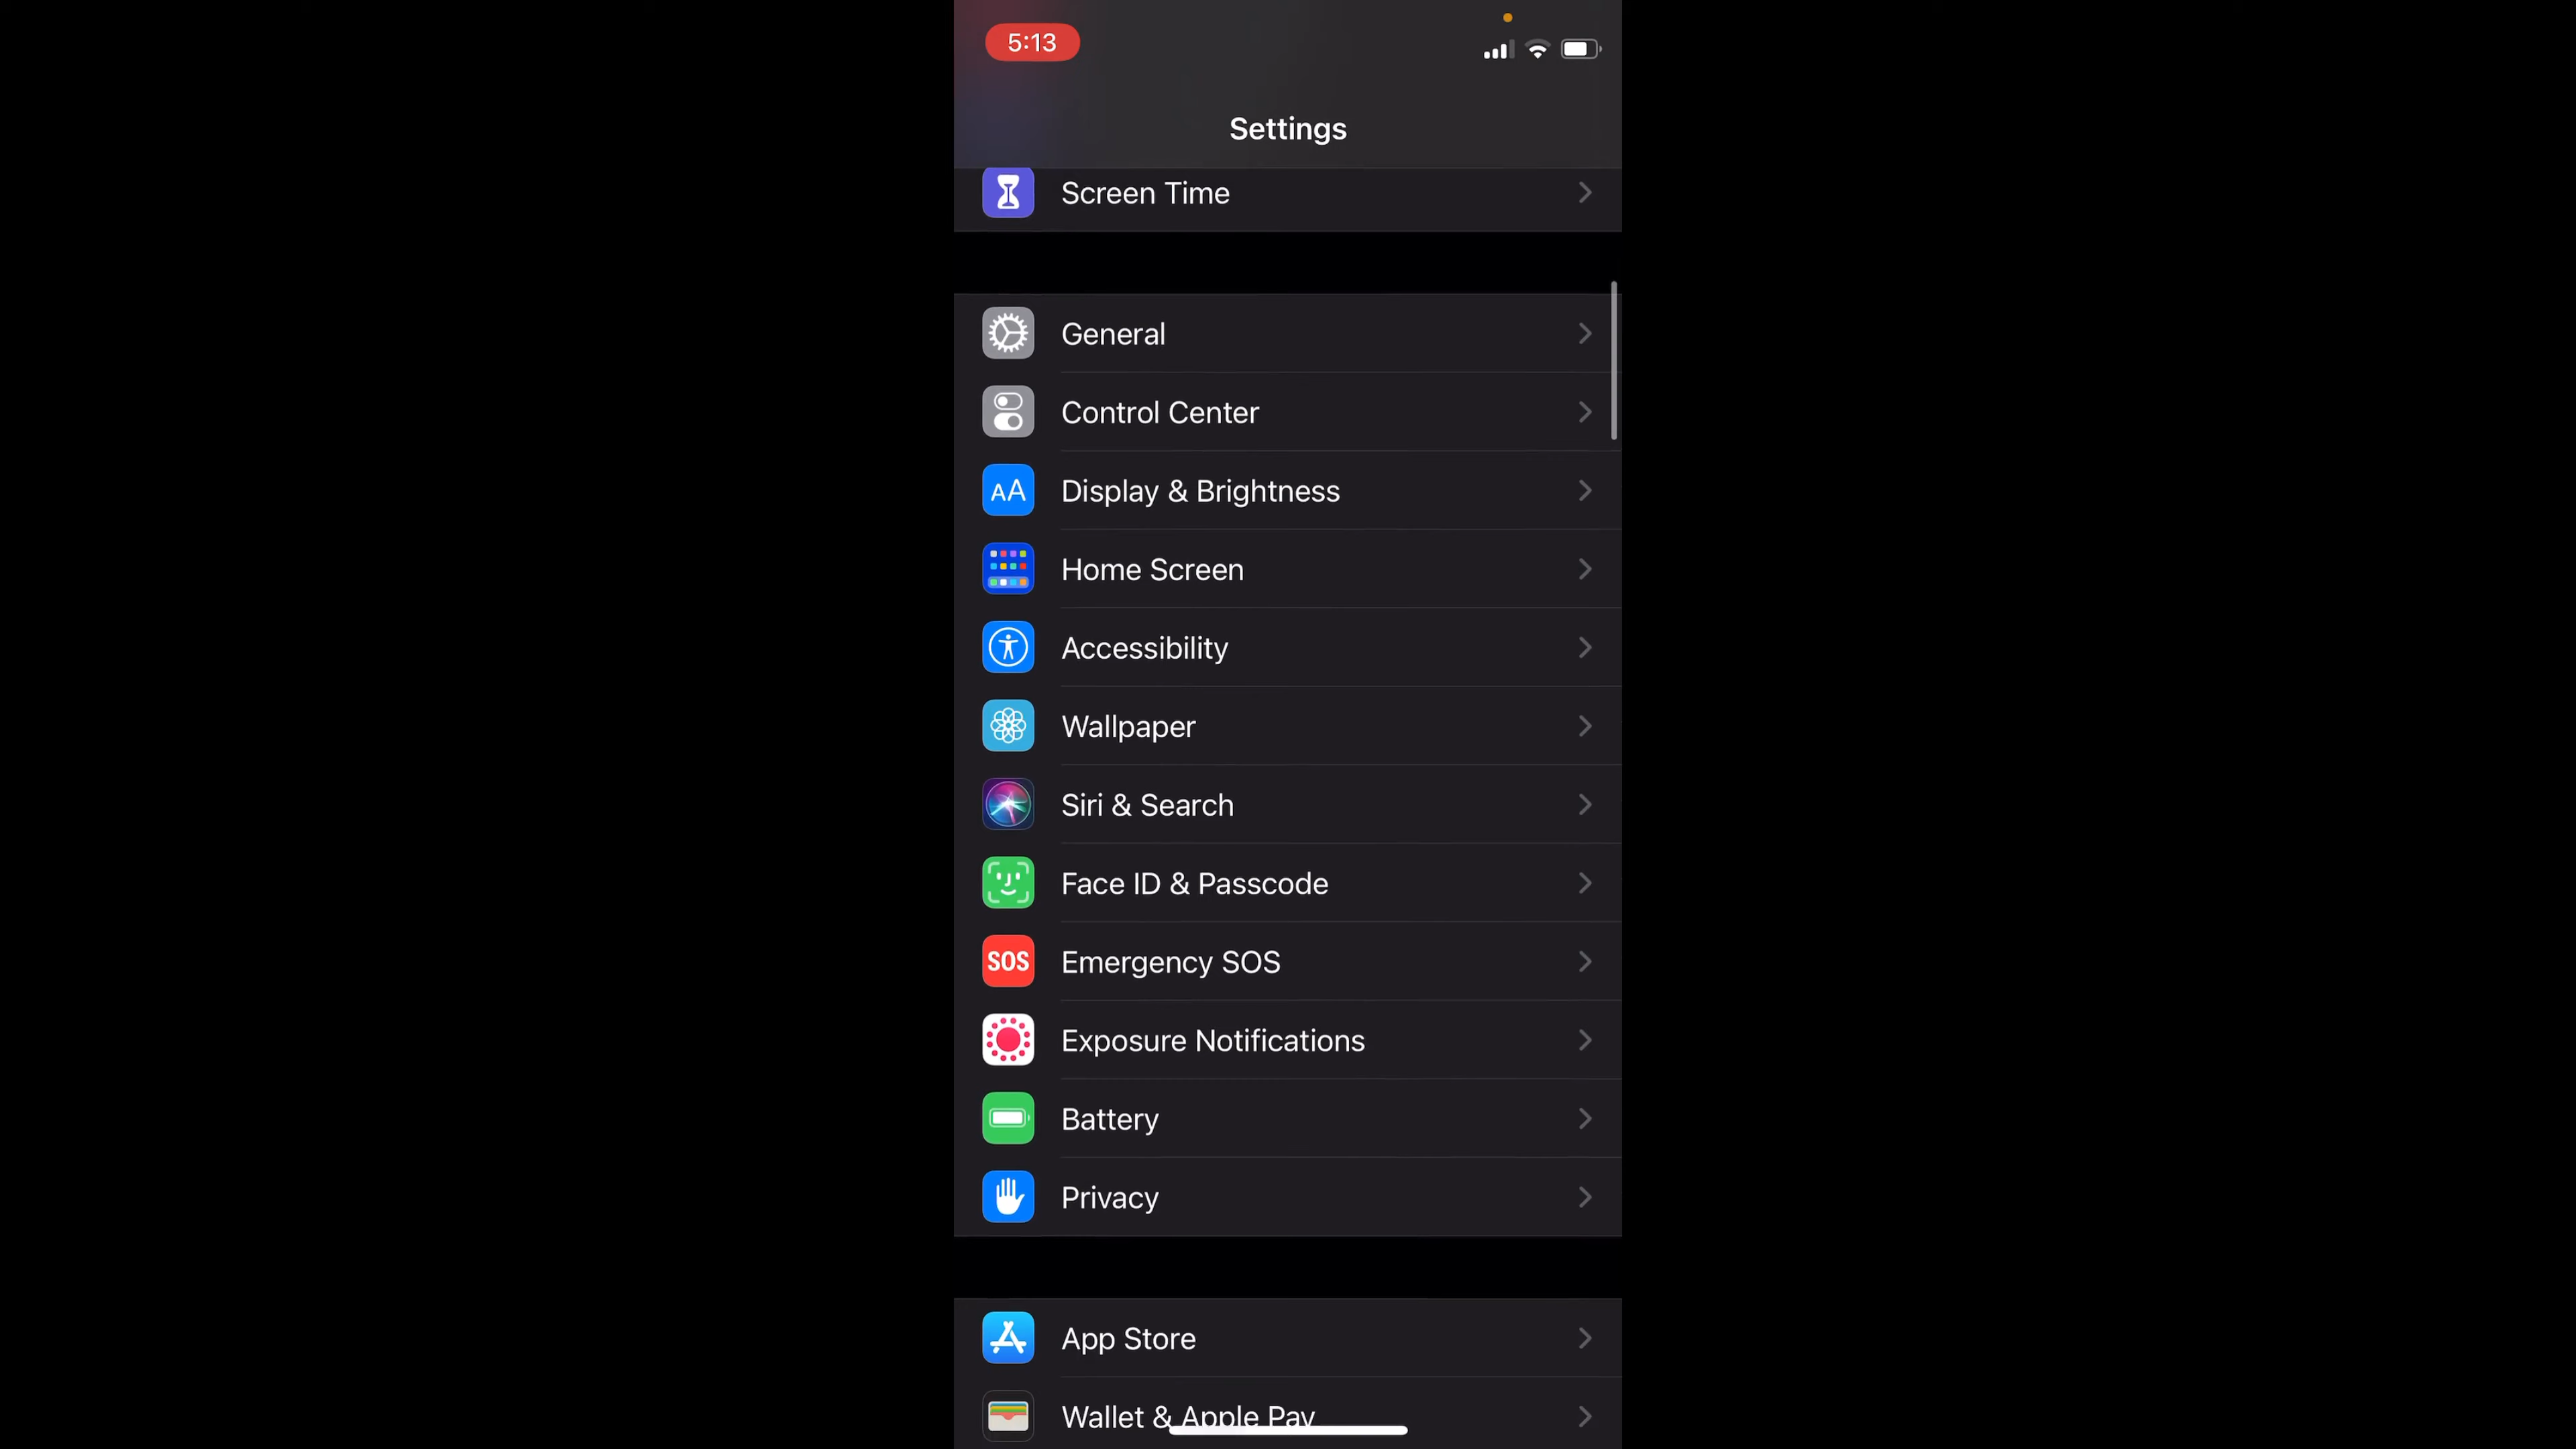 5:13
Settings
Screen Time
General
Control Center
AA Display & Brightness
Home Screen
Accessibility
Wallpaper
Siri & Search
Face ID & Passcode
SOS Emergency SOS
Exposure Notifications
Battery
Privacy
App Store
Wallet & Apple Pay